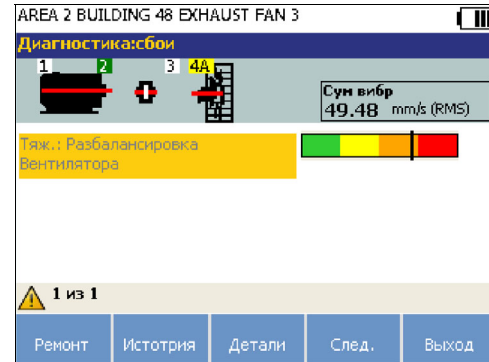 AREA 2 BUILDING 48 EXHAUST FAN 3
Диагностика:сбои
1 2 3 4A
Сум вибр
49.48 mm/s (RMS)
Тяж.: Разбалансировка
Вентилятора
1 из 1
Ремонт Истотрия Детали След. Выход